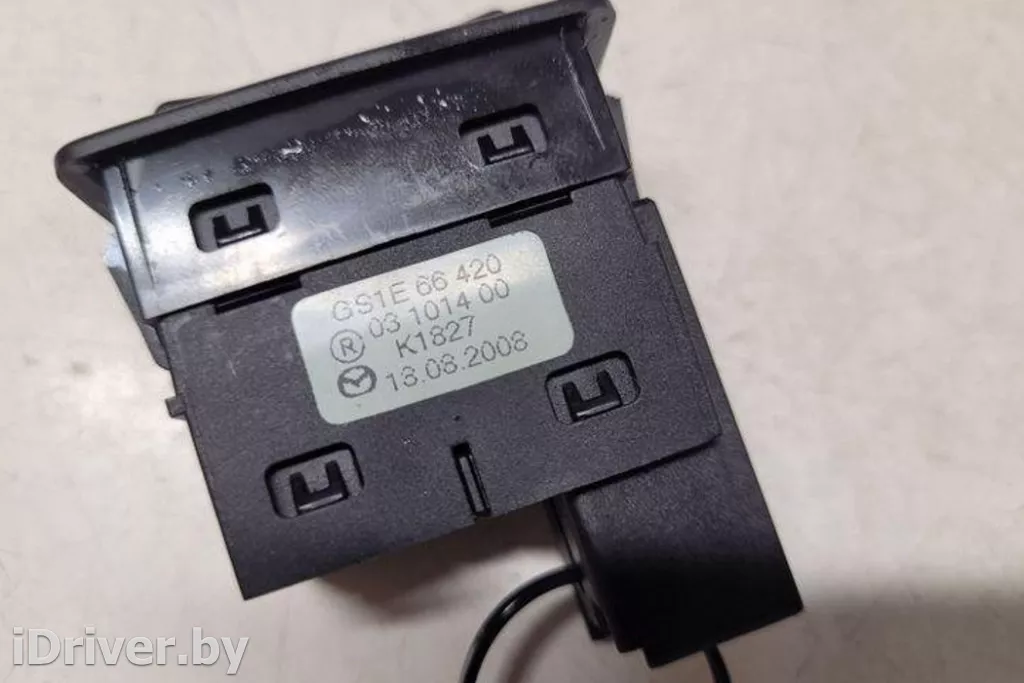 GS1E 66 420
® 03 1014 00
K1827
13.08.2008
iDriver.by